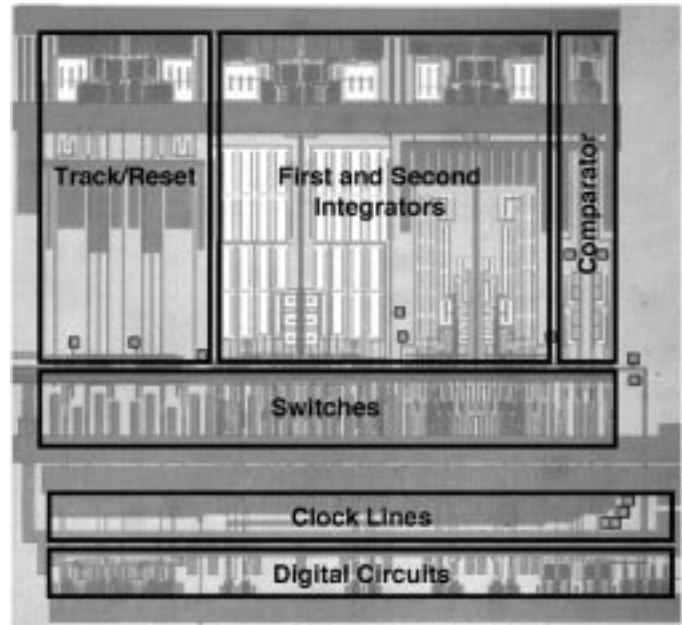 Track/Reset
First and Second
Integrators
Comparator
Switches
Clock Lines
Digital Circuits